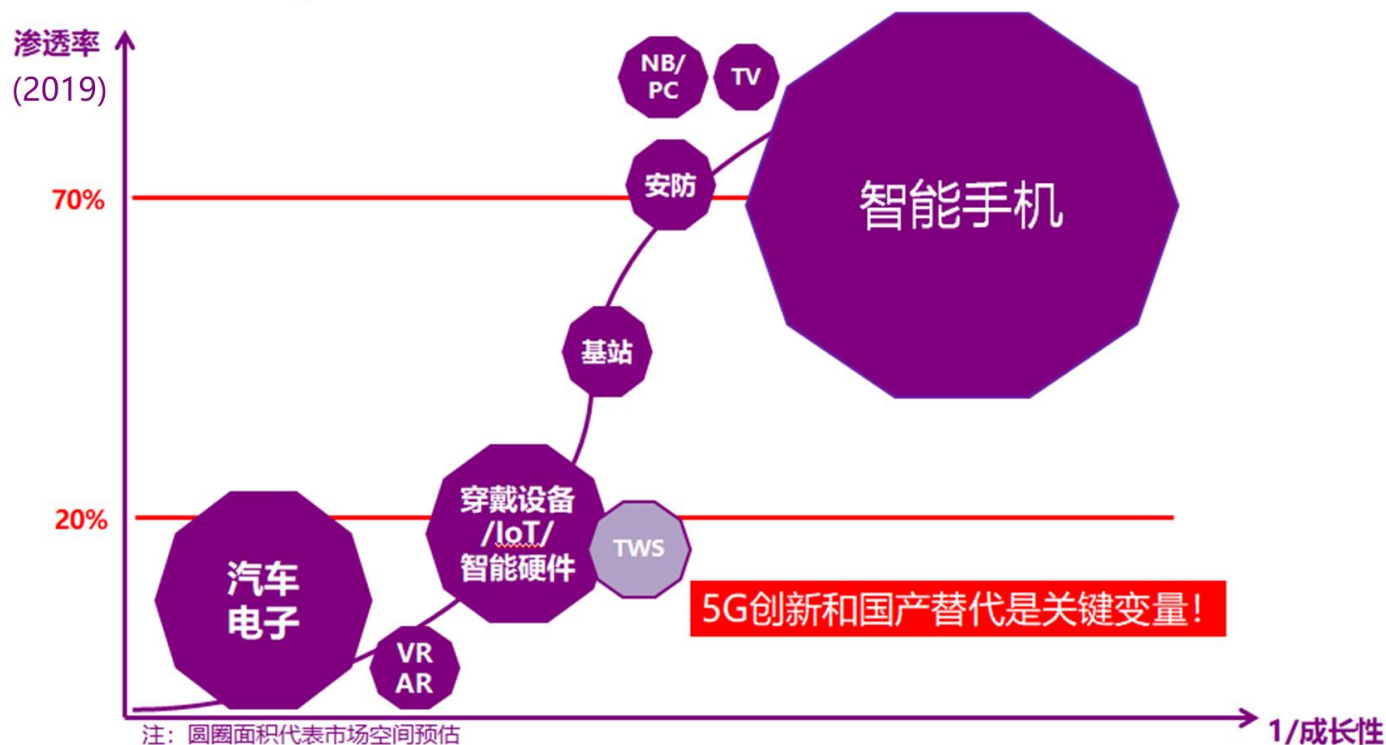 渗透率
(2019)
NB/
PC
TV
70%
安防
智能手机
基站
20%
穿戴设备
/IoT/
智能硬件
TWS
汽车
电子
5G创新和国产替代是关键变量!
VR
AR
注：圆圈面积代表市场空间预估
1/成长性